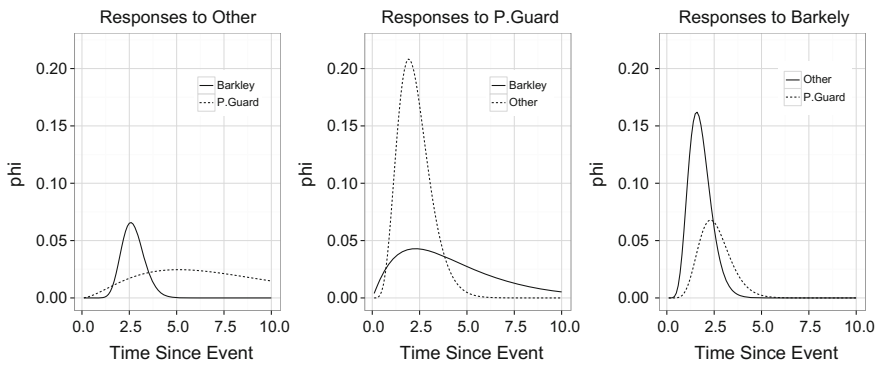 Responses to Other
phi
0.20
0.15
0.10
0.05
0.00
Barkley
P.Guard
0.0 2.5 5.0 7.5 10.0
Time Since Event
Responses to P.Guard
phi
0.20
0.15
0.10
0.05
0.00
Barkley
Other
0.0 2.5 5.0 7.5 10.0
Time Since Event
Responses to Barkely
phi
0.20
0.15
0.10
0.05
0.00
Other
P.Guard
0.0 2.5 5.0 7.5 10.0
Time Since Event